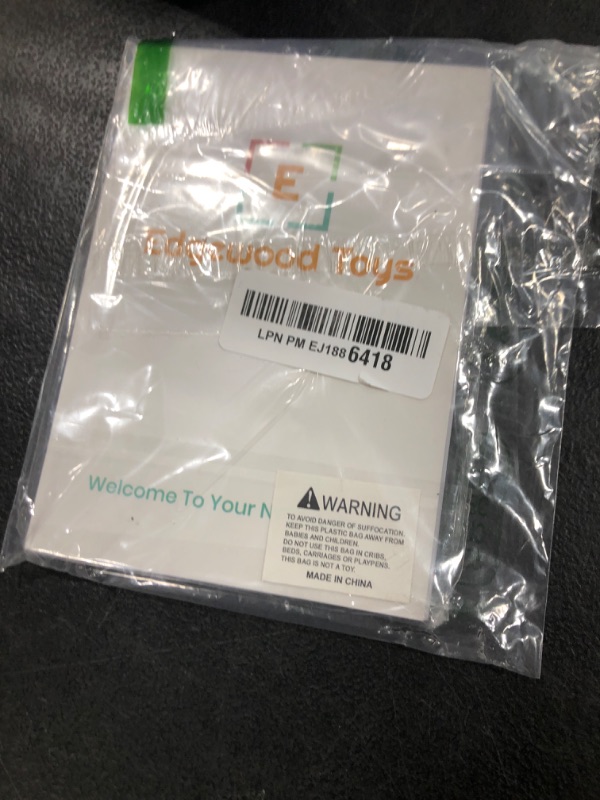 E
Edgewood Toys
LPN PM EJ1886418
Welcome To Your N
WARNING
TO AVOID DANGER OF SUFFOCATION,
KEEP THIS PLASTIC BAG AWAY FROM
BABIES AND CHILDREN.
DO NOT USE THIS BAG IN CRIBS,
BEDS, CARRIAGES OR PLAYPENS.
THIS BAG IS NOT A TOY.
MADE IN CHINA